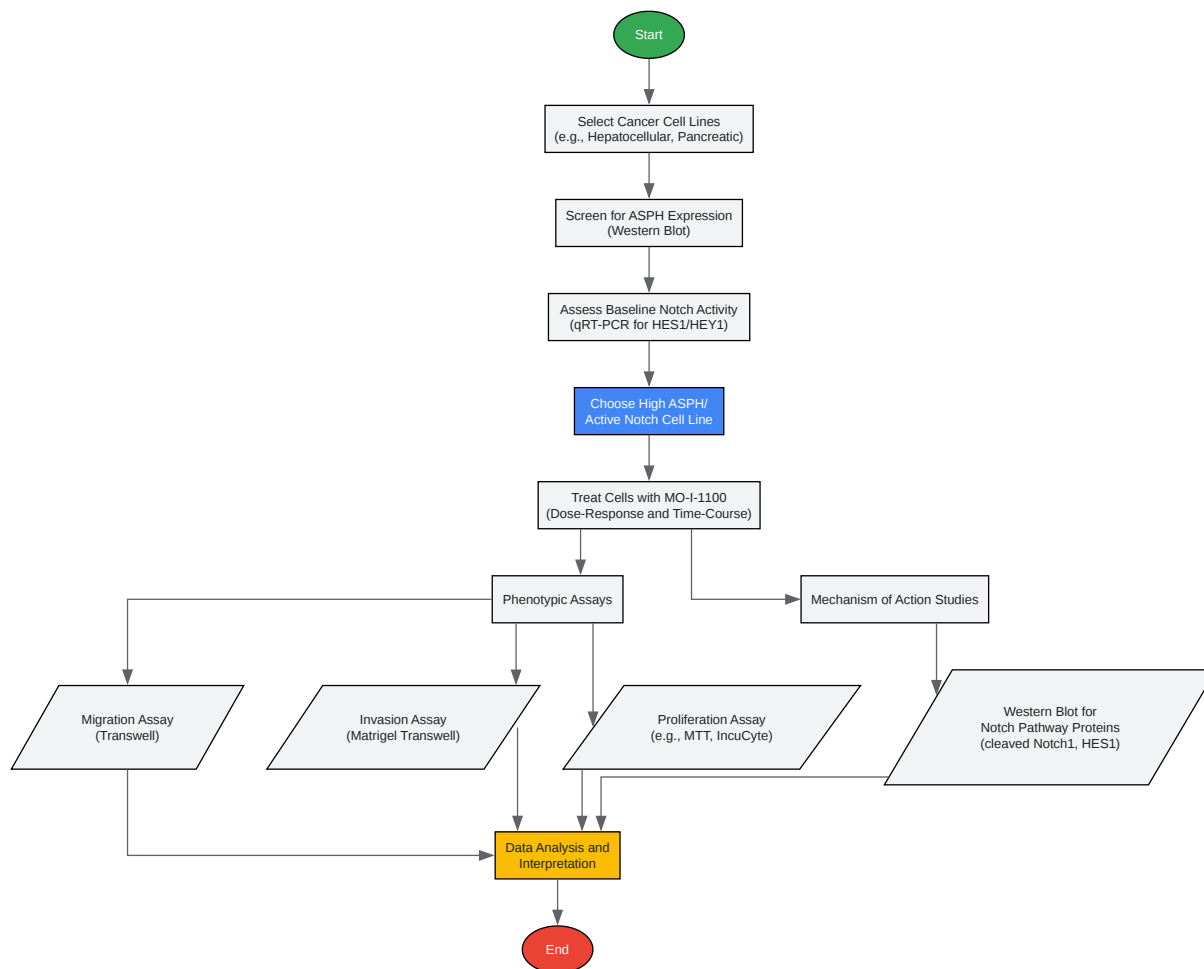 Start
Select Cancer Cell Lines
(e.g., Hepatocellular, Pancreatic)
Screen for ASPH Expression
(Western Blot)
Assess Baseline Notch Activity
(qRT-PCR for HES1/HEY1)
Choose High ASPH/
Active Notch Cell Line
Treat Cells with MO-I-1100
(Dose-Response and Time-Course)
Phenotypic Assays
Mechanism of Action Studies
Migration Assay
(Transwell)
Invasion Assay
(Matrigel Transwell)
Proliferation Assay
(e.g., MTT, IncuCyte)
Western Blot for
Notch Pathway Proteins
(cleaved Notch1, HES1)
Data Analysis and
Interpretation
End